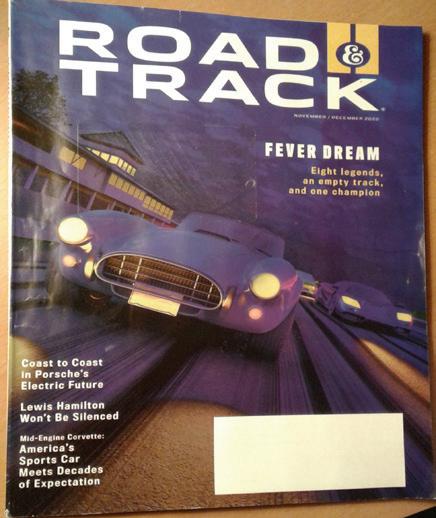 ROAD &
TRACK
NOVEMBER / DECEMBER 2020
FEVER DREAM
Eight legends,
an empty track,
and one champion
Coast to Coast
in Porsche's
Electric Future
Lewis Hamilton
Won't Be Silenced
Mid-Engine Corvette:
America's
Sports Car
Meets Decades
of Expectation